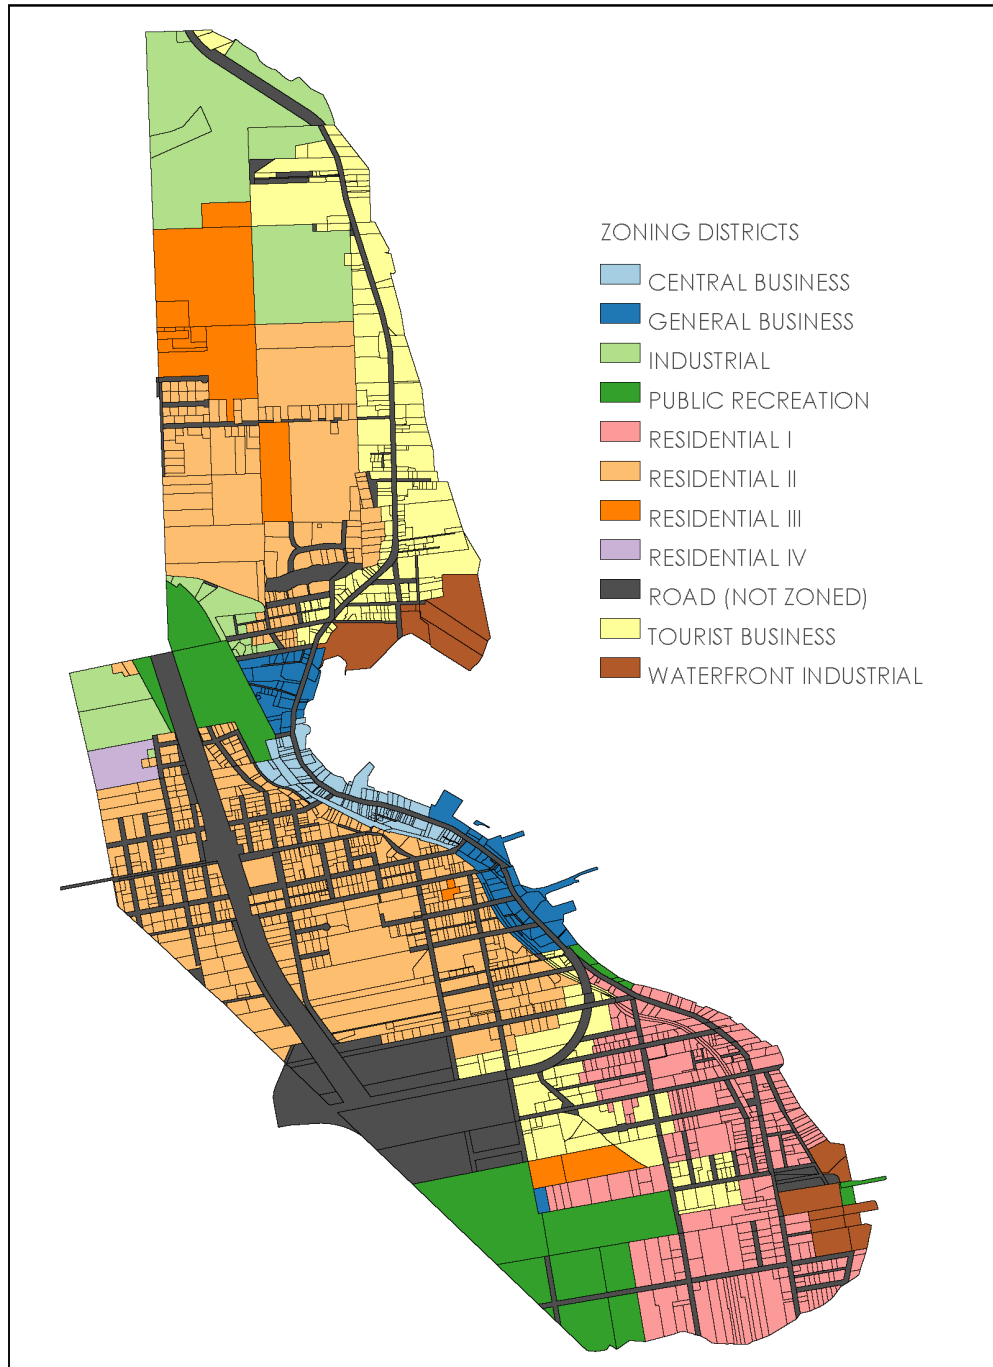 ZONING DISTRICTS
CENTRAL BUSINESS
GENERAL BUSINESS
INDUSTRIAL
PUBLIC RECREATION
RESIDENTIAL I
RESIDENTIAL II
RESIDENTIAL III
RESIDENTIAL IV
ROAD (NOT ZONED)
TOURIST BUSINESS
WATERFRONT INDUSTRIAL